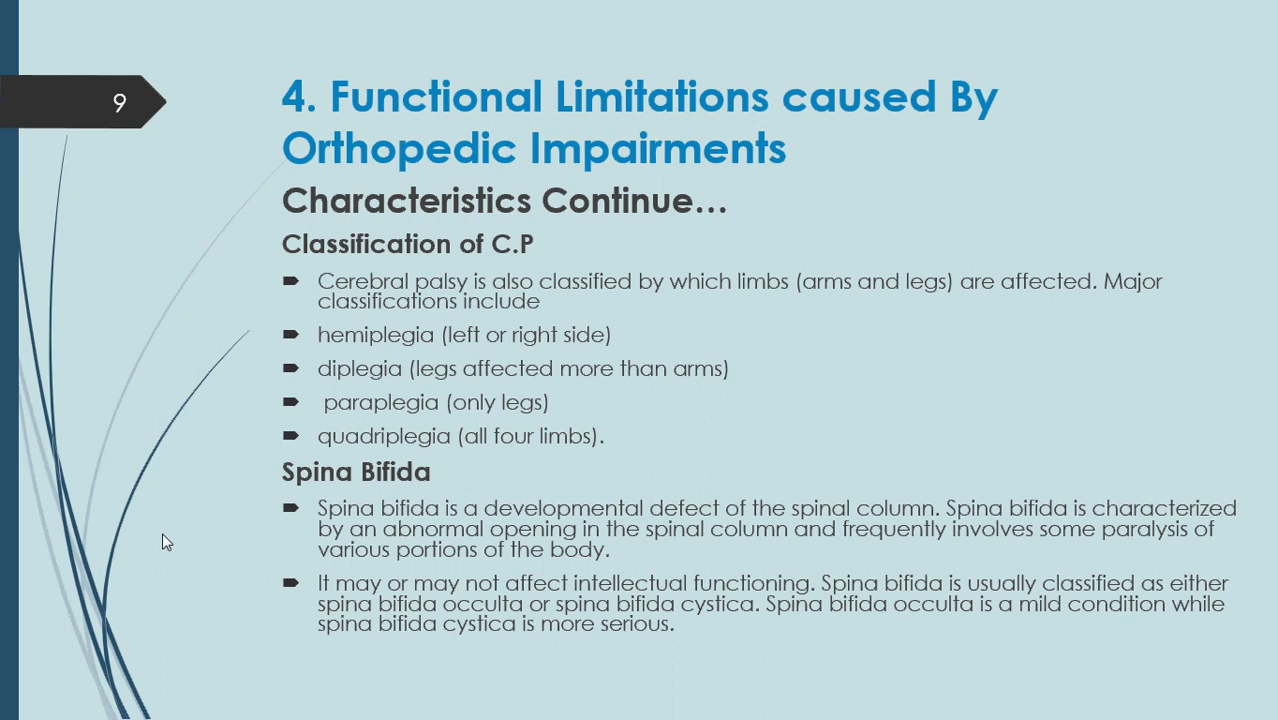 9
4. Functional Limitations caused By
Orthopedic Impairments
Characteristics Continue…
Classification of C.P
Cerebral palsy is also classified by which limbs (arms and legs) are affected. Major
classifications include
hemiplegia (left or right side)
diplegia (legs affected more than arms)
paraplegia (only legs)
quadriplegia (all four limbs).
Spina Bifida
Spina bifida is a developmental defect of the spinal column. Spina bifida is characterized
by an abnormal opening in the spinal column and frequently involves some paralysis of
various portions of the body.
It may or may not affect intellectual functioning. Spina bifida is usually classified as either
spina bifida occulta or spina bifida cystica. Spina bifida occulta is a mild condition while
spina bifida cystica is more serious.